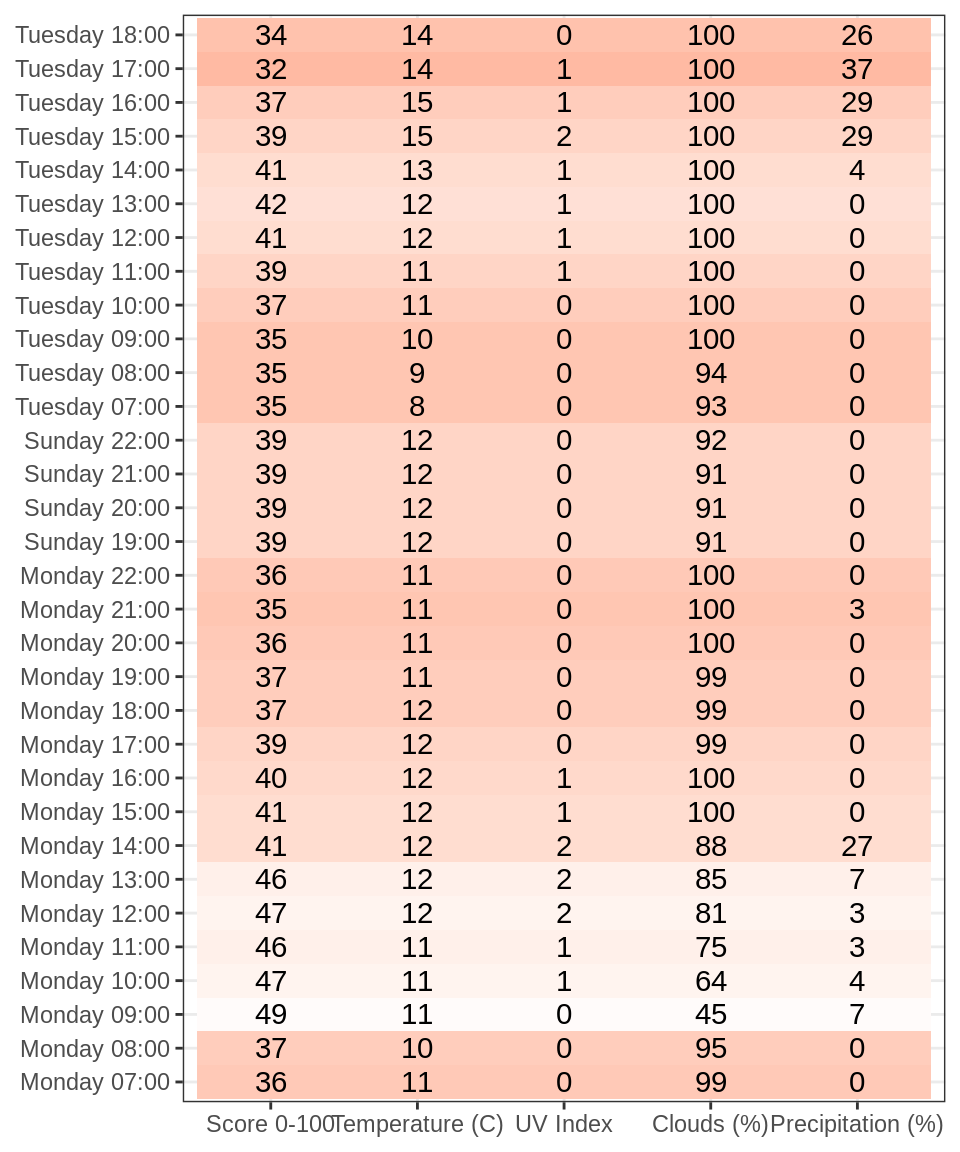 Tuesday 18:00 34 14 0 100 26
Tuesday 17:00 32 14 1 100 37
Tuesday 16:00 37 15 1 100 29
Tuesday 15:00 39 15 2 100 29
Tuesday 14:00 41 13 1 100 4
Tuesday 13:00 42 12 1 100 0
Tuesday 12:00 41 12 1 100 0
Tuesday 11:00 39 11 1 100 0
Tuesday 10:00 37 11 0 100 0
Tuesday 09:00 35 10 0 100 0
Tuesday 08:00 35 9 0 94 0
Tuesday 07:00 35 8 0 93 0
Sunday 22:00 39 12 0 92 0
Sunday 21:00 39 12 0 91 0
Sunday 20:00 39 12 0 91 0
Sunday 19:00 39 12 0 91 0
Monday 22:00 36 11 0 100 0
Monday 21:00 35 11 0 100 3
Monday 20:00 36 11 0 100 0
Monday 19:00 37 11 0 99 0
Monday 18:00 37 12 0 99 0
Monday 17:00 39 12 0 99 0
Monday 16:00 40 12 1 100 0
Monday 15:00 41 12 1 100 0
Monday 14:00 41 12 2 88 27
Monday 13:00 46 12 2 85 7
Monday 12:00 47 12 2 81 3
Monday 11:00 46 11 1 75 3
Monday 10:00 47 11 1 64 4
Monday 09:00 49 11 0 45 7
Monday 08:00 37 10 0 95 0
Monday 07:00 36 11 0 99 0
Score 0-100 Temperature (C) UV Index Clouds (%) Precipitation (%)